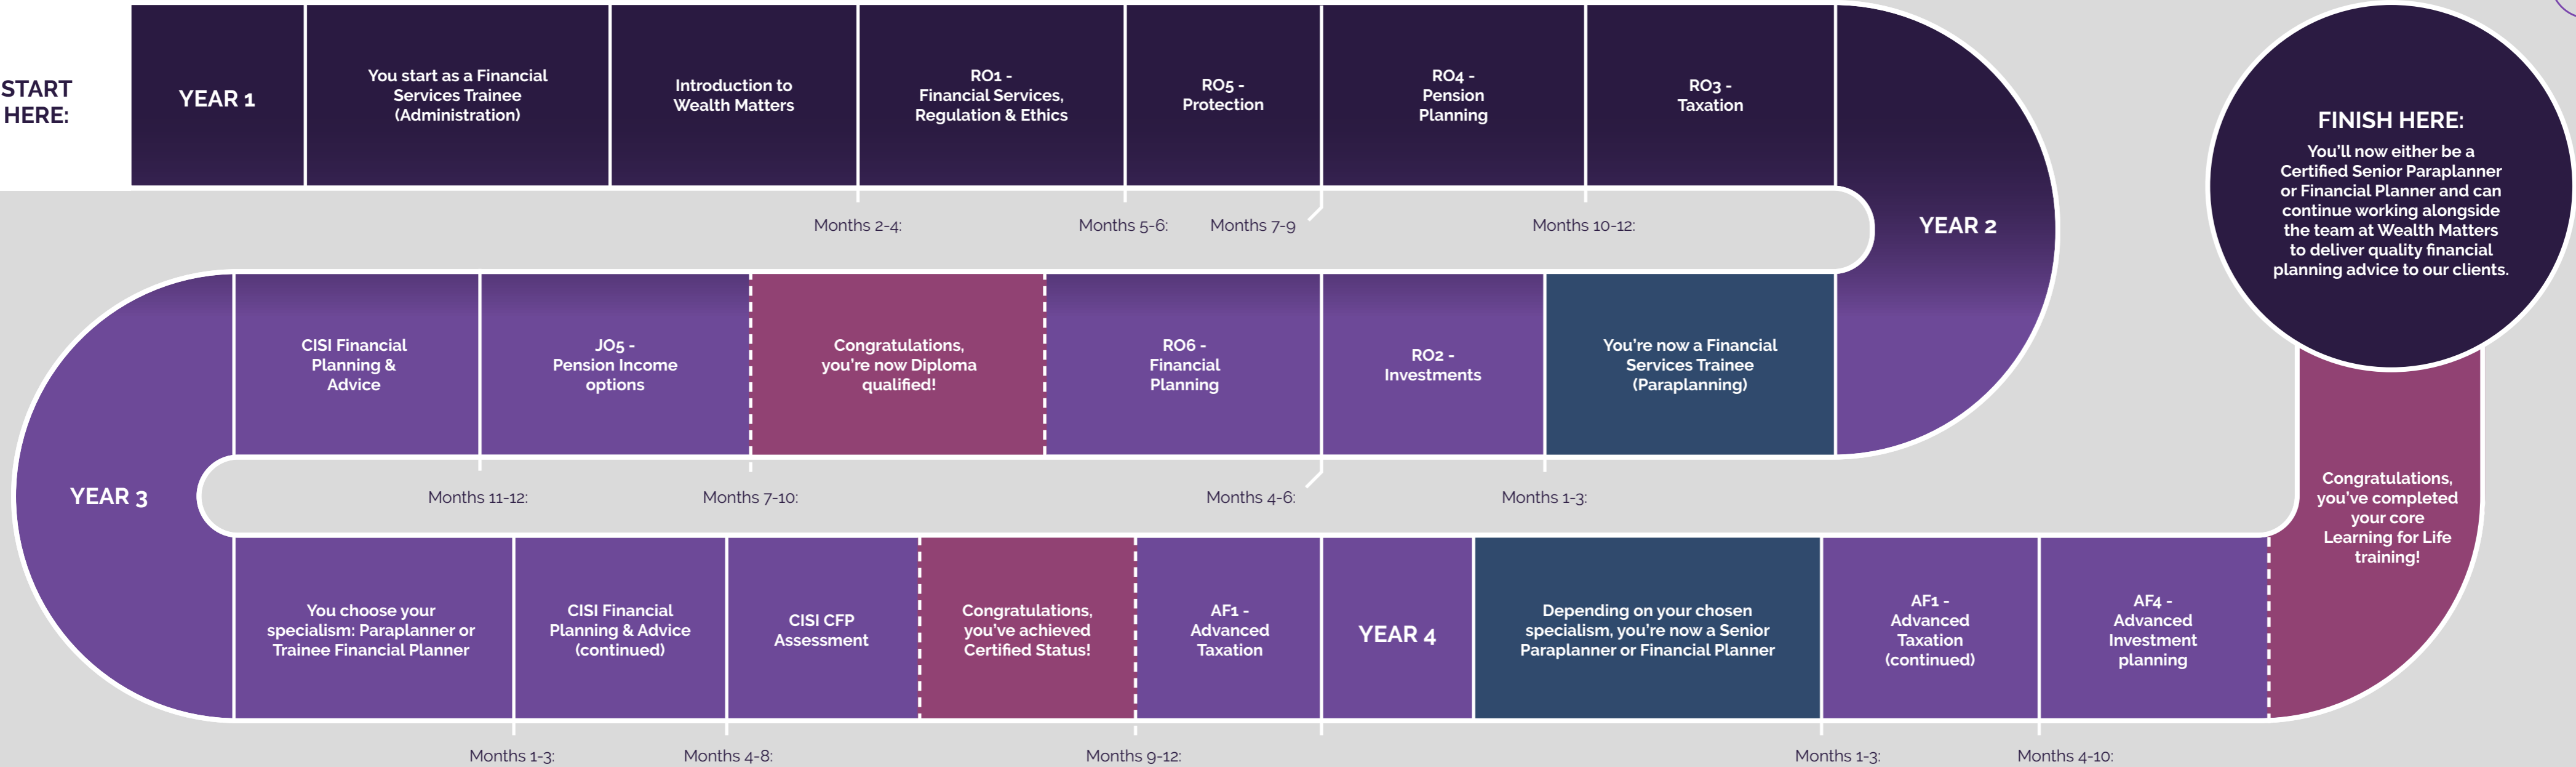 START
HERE:
YEAR 1
You start as a Financial
Services Trainee
(Administration)
Introduction to
Wealth Matters
RO1 -
Financial Services,
Regulation & Ethics
RO5 -
Protection
RO4 -
Pension
Planning
RO3 -
Taxation
Months 2-4:
Months 5-6:
Months 7-9
Months 10-12:
YEAR 2
You're now a Financial
Services Trainee
(Paraplanning)
RO2 -
Investments
RO6 -
Financial
Planning
Congratulations,
you're now Diploma
qualified!
JO5 -
Pension Income
options
CISI Financial
Planning &
Advice
Months 1-3:
Months 4-6:
Months 7-10:
Months 11-12:
YEAR 3
You choose your
specialism: Paraplanner or
Trainee Financial Planner
CISI Financial
Planning & Advice
(continued)
CISI CFP
Assessment
Congratulations,
you've achieved
Certified Status!
AF1 -
Advanced
Taxation
YEAR 4
Depending on your chosen
specialism, you're now a Senior
Paraplanner or Financial Planner
AF1 -
Advanced
Taxation
(continued)
AF4 -
Advanced
Investment
planning
Months 1-3:
Months 4-8:
Months 9-12:
Months 1-3:
Months 4-10:
Congratulations,
you've completed
your core
Learning for Life
training!
FINISH HERE:
You'll now either be a
Certified Senior Paraplanner
or Financial Planner and can
continue working alongside
the team at Wealth Matters
to deliver quality financial
planning advice to our clients.